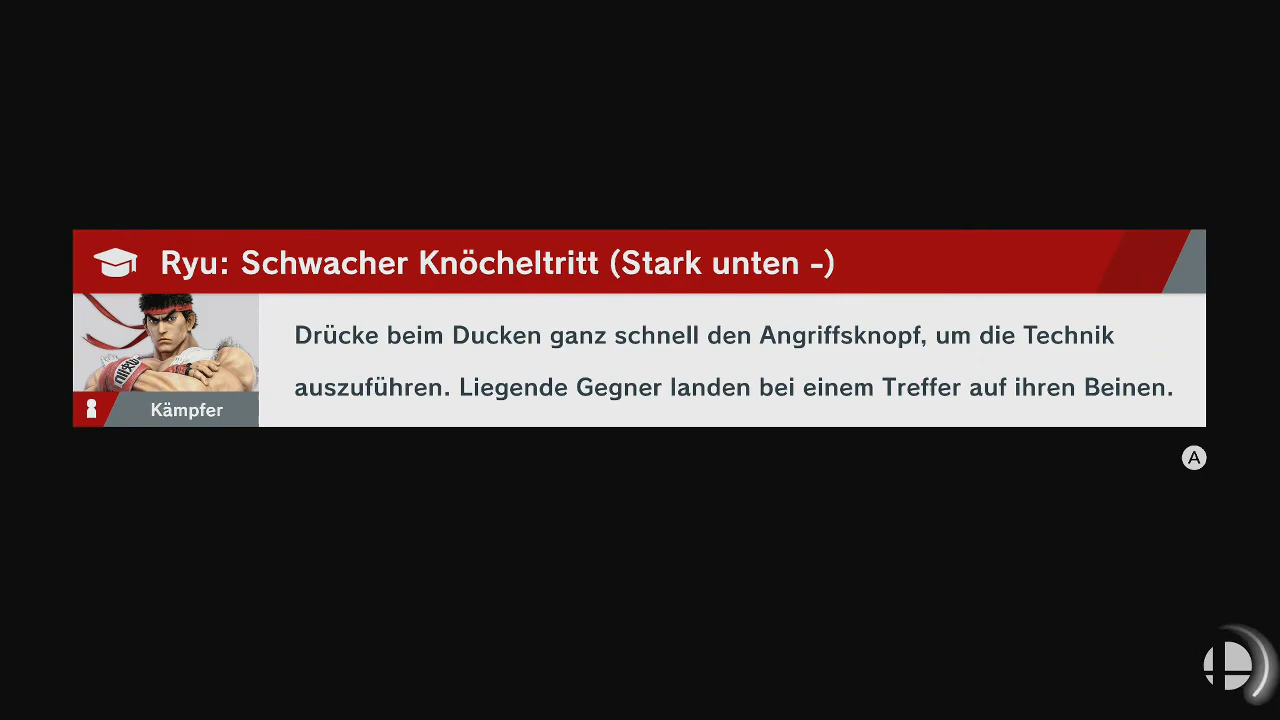 Ryu: Schwacher Knöcheltritt (Stark unten -)
Drücke beim Ducken ganz schnell den Angriffsknopf, um die Technik
auszuführen. Liegende Gegner landen bei einem Treffer auf ihren Beinen.
Kämpfer
A